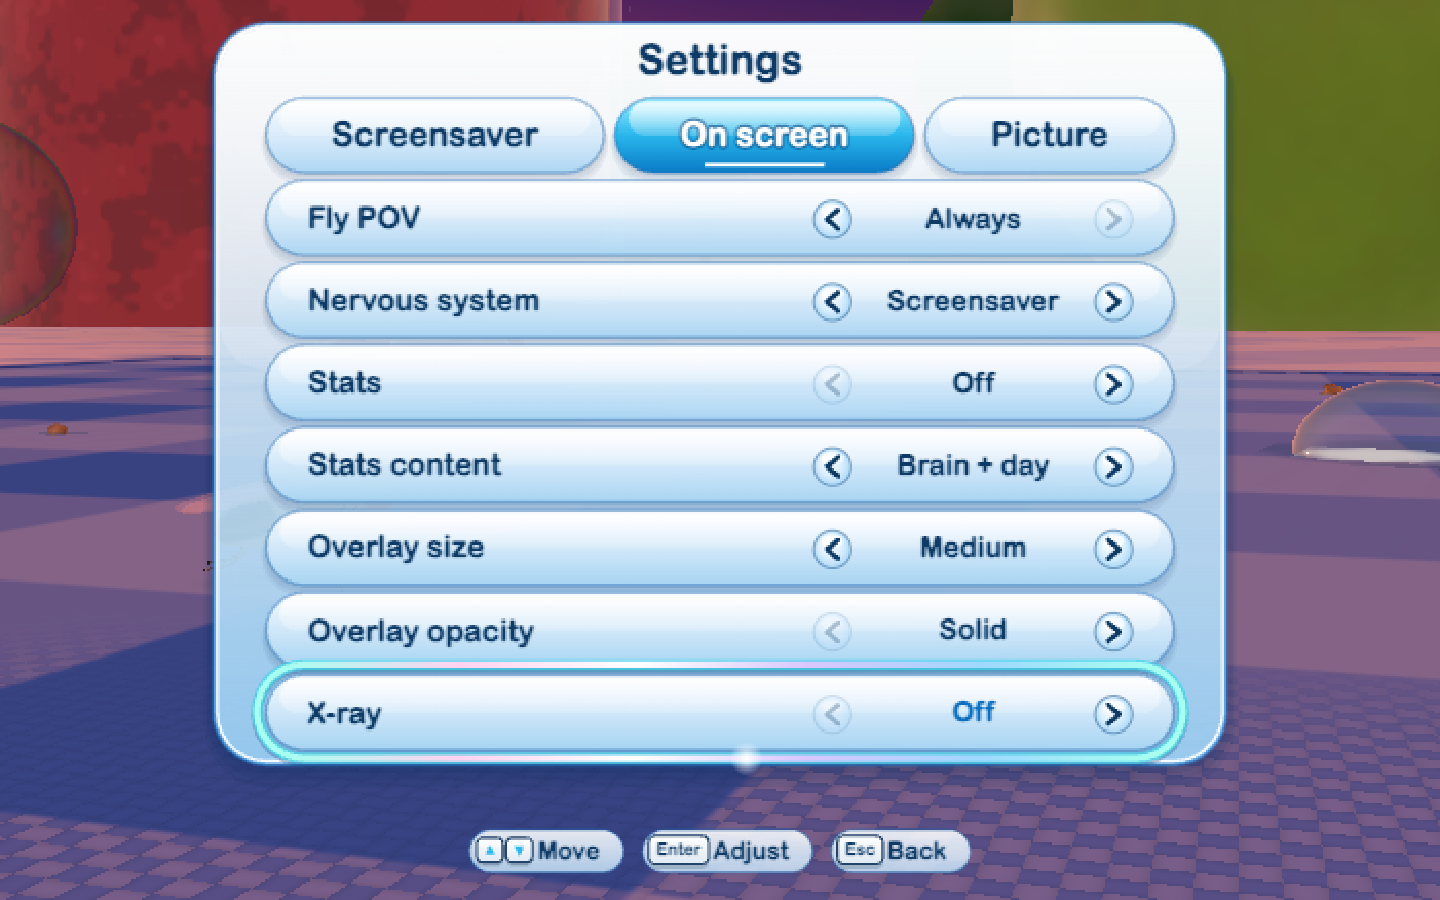 Settings
Screensaver On screen Picture
Fly POV Always
Nervous system Screensaver
Stats Off
Stats content Brain + day
Overlay size Medium
Overlay opacity Solid
X-ray Off
Move Enter Adjust Esc Back